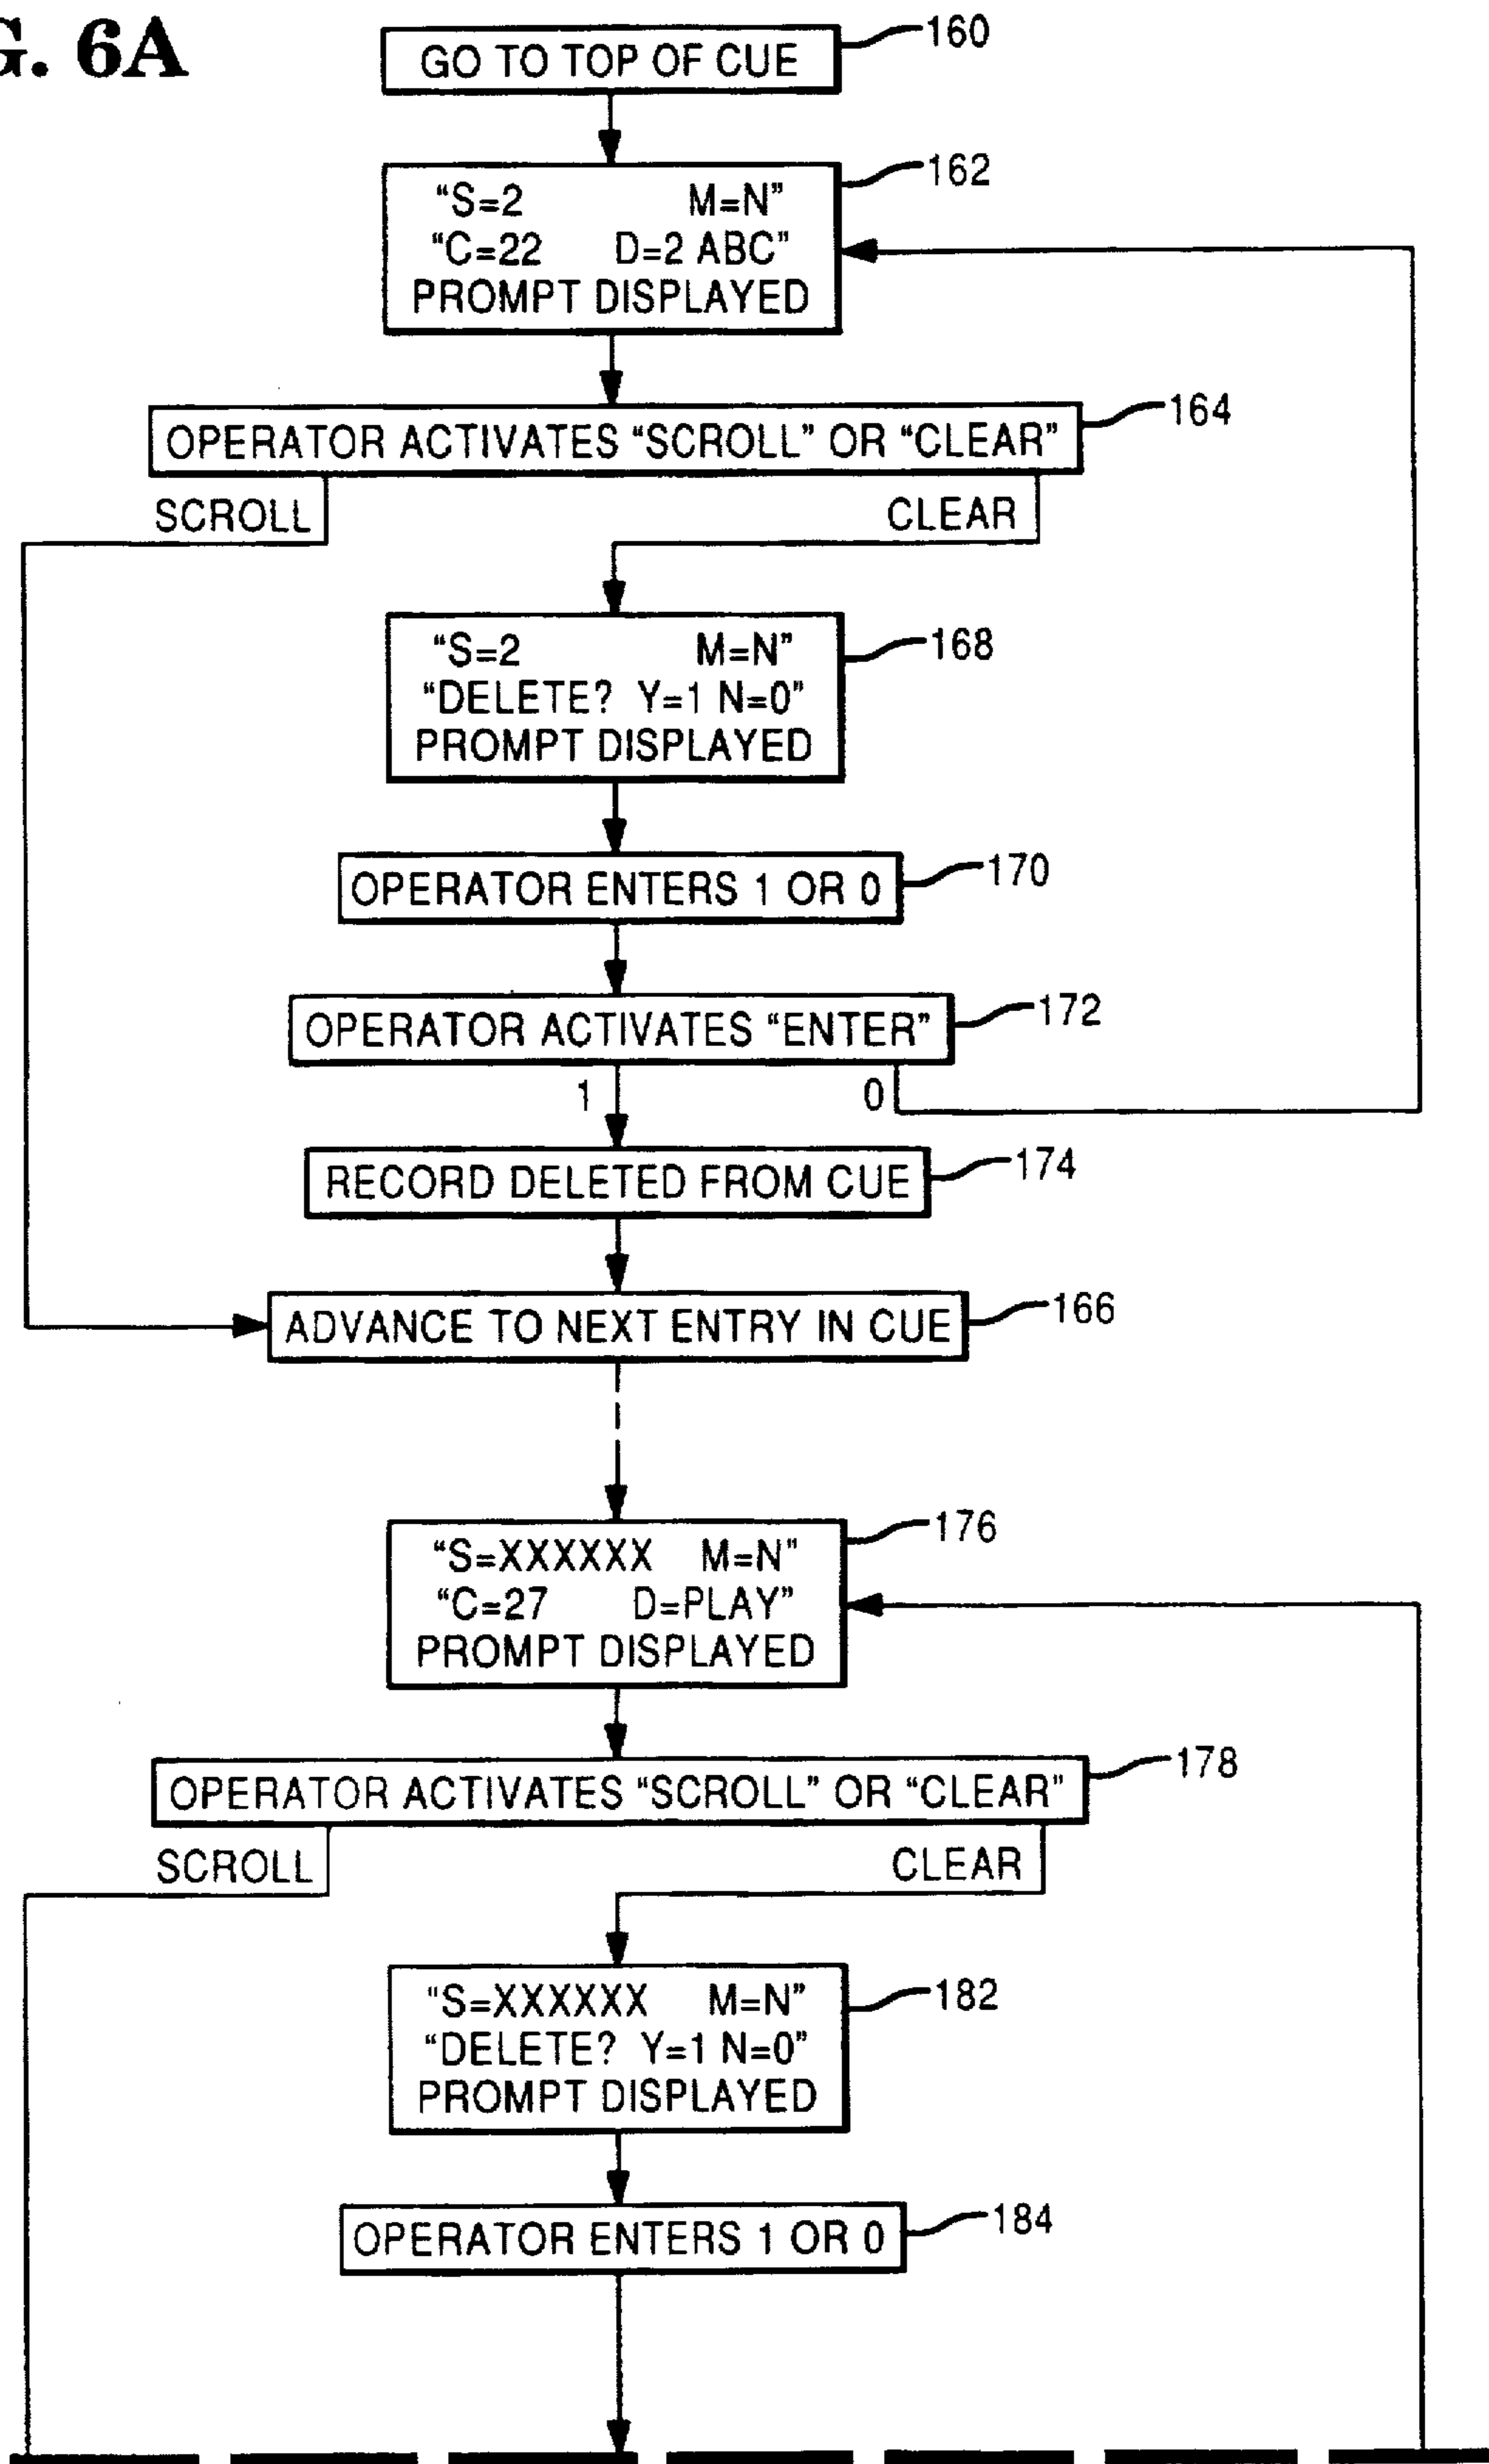 G. 6A
GO TO TOP OF CUE
160
“S=2 M=N”
“C=22 D=2 ABC”
PROMPT DISPLAYED
162
OPERATOR ACTIVATES “SCROLL” OR “CLEAR”
164
SCROLL
CLEAR
“S=2 M=N”
“DELETE? Y=1 N=0”
PROMPT DISPLAYED
168
OPERATOR ENTERS 1 OR 0
170
OPERATOR ACTIVATES “ENTER”
172
1
0
RECORD DELETED FROM CUE
174
ADVANCE TO NEXT ENTRY IN CUE
166
“S=XXXXXX M=N”
“C=27 D=PLAY”
PROMPT DISPLAYED
176
OPERATOR ACTIVATES “SCROLL” OR “CLEAR”
178
SCROLL
CLEAR
“S=XXXXXX M=N”
“DELETE? Y=1 N=0”
PROMPT DISPLAYED
182
OPERATOR ENTERS 1 OR 0
184